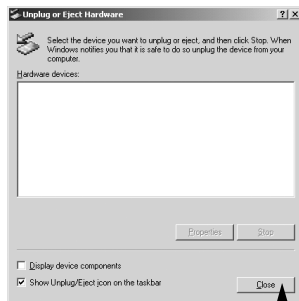 Unplug or Eject Hardware
Select the device you want to unplug or eject, and then click Stop. When
Windows notifies you that it is safe to do so unplug the device from your
computer.
Hardware devices:
Properties
Stop
Display device components
Show Unplug/Eject icon on the taskbar
Close